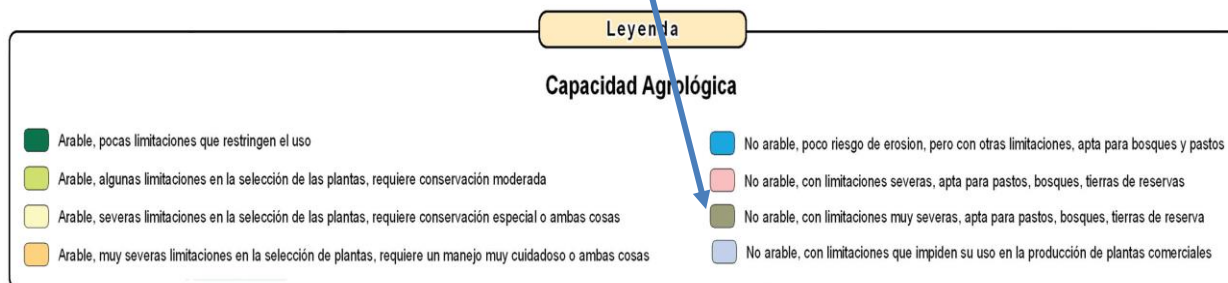 Leyenda
Capacidad Agrológica
Arable, pocas limitaciones que restringen el uso
Arable, algunas limitaciones en la selección de las plantas, requiere conservación moderada
Arable, severas limitaciones en la selección de las plantas, requiere conservación especial o ambas cosas
Arable, muy severas limitaciones en la selección de plantas, requiere un manejo muy cuidadoso o ambas cosas
No arable, poco riesgo de erosion, pero con otras limitaciones, apta para bosques y pastos
No arable, con limitaciones severas, apta para pastos, bosques, tierras de reservas
No arable, con limitaciones muy severas, apta para pastos, bosques, tierras de reserva
No arable, con limitaciones que impiden su uso en la producción de plantas comerciales